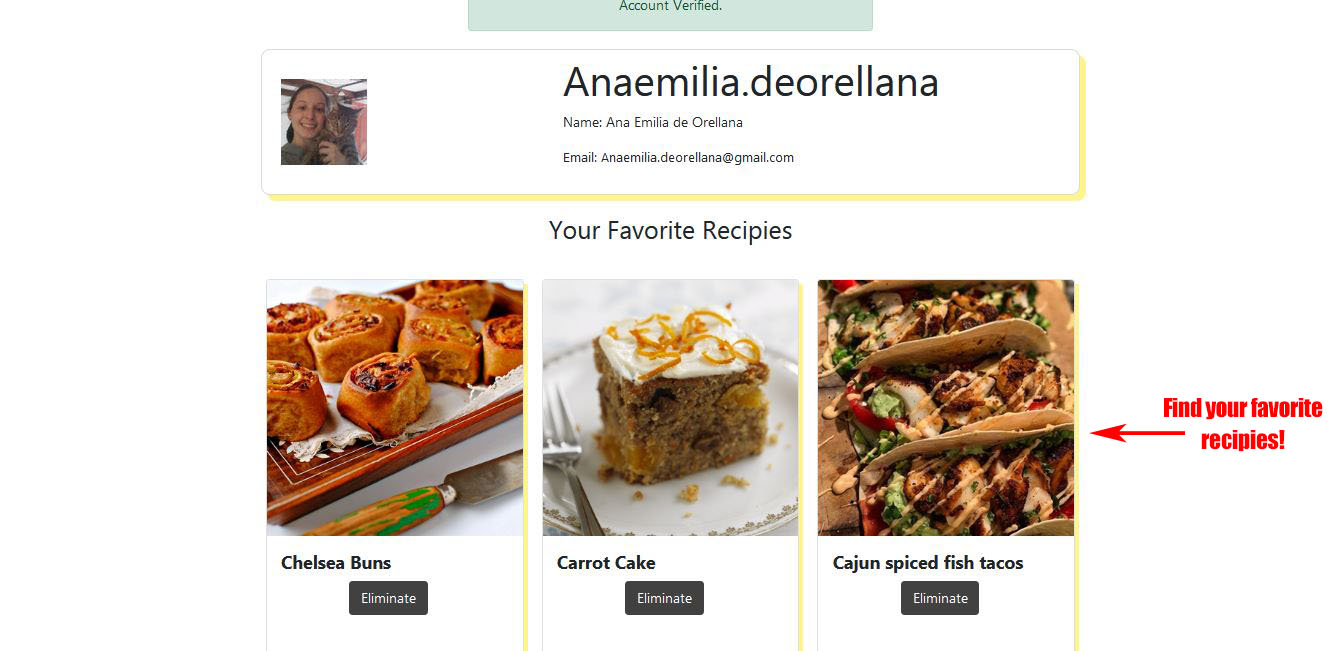 Account Verified.
Anaemilia.deorellana
Name: Ana Emilia de Orellana
Email: Anaemilia.deorellana@gmail.com
Your Favorite Recipies
Find your favorite
recipies!
Chelsea Buns
Carrot Cake
Cajun spiced fish tacos
Eliminate
Eliminate
Eliminate